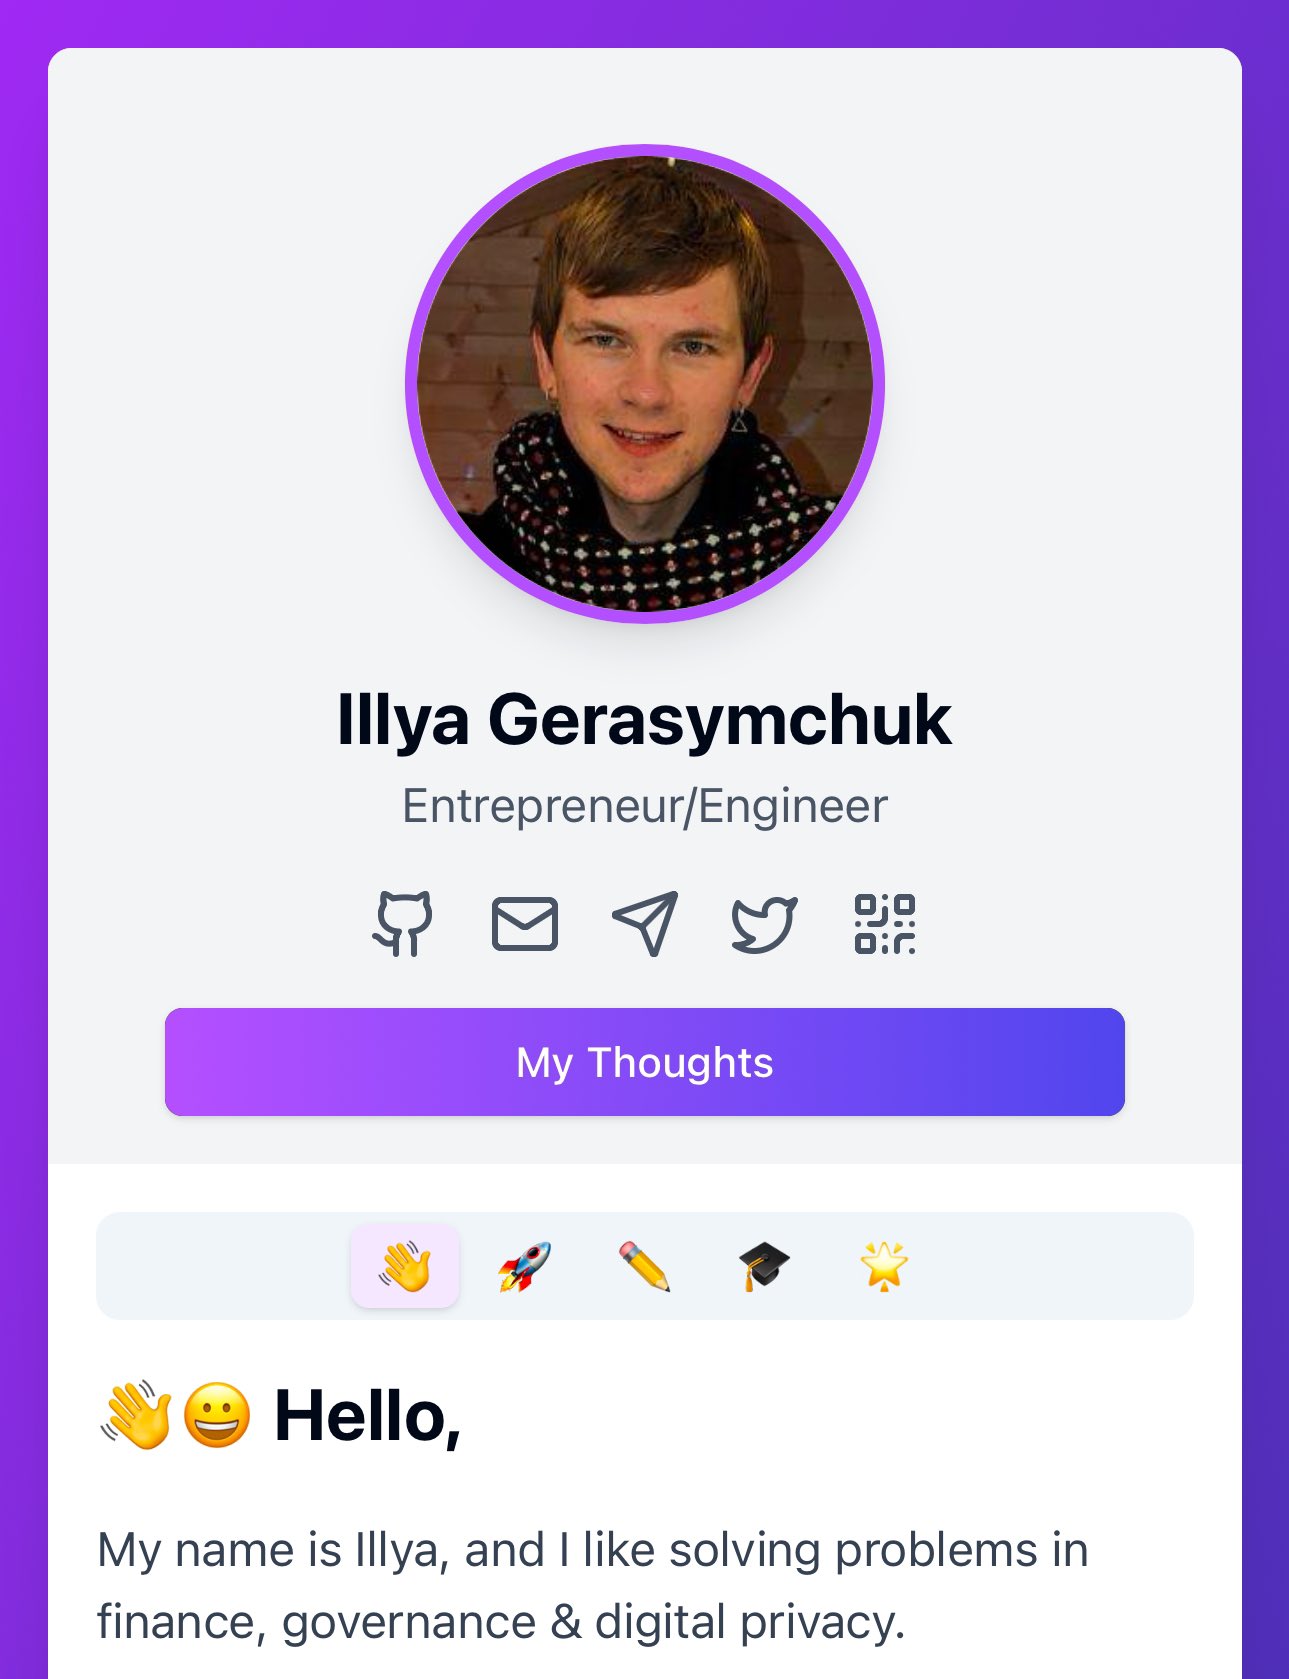 Illya Gerasymchuk
Entrepreneur/Engineer
My Thoughts
👋 🚀 ✏️ 🎓 🌟
👋😀 Hello,
My name is Illya, and I like solving problems in
finance, governance & digital privacy.